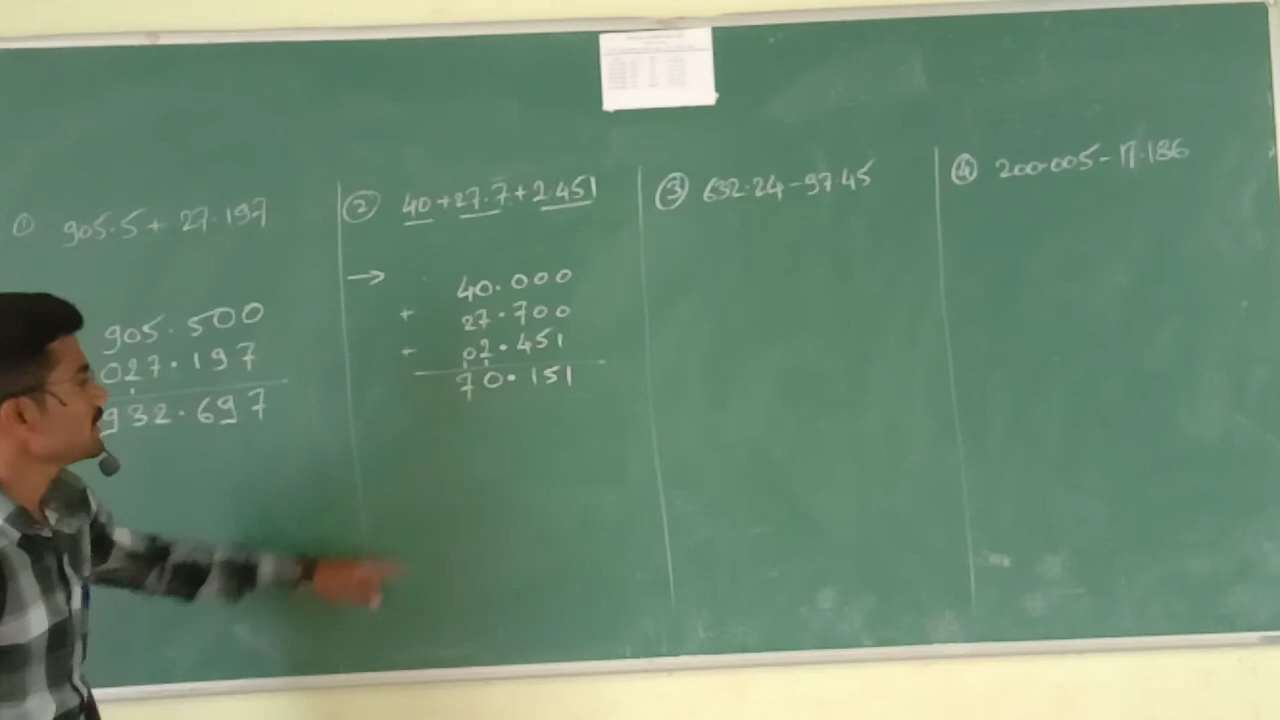 ① 905.5 + 27.197
905.500
027.197
932.697
② 40 + 27.7 + 2.451
→ 40.000
+ 27.700
+ 02.451
70.151
③ 632.24 - 97.45
④ 200.005 - 17.186